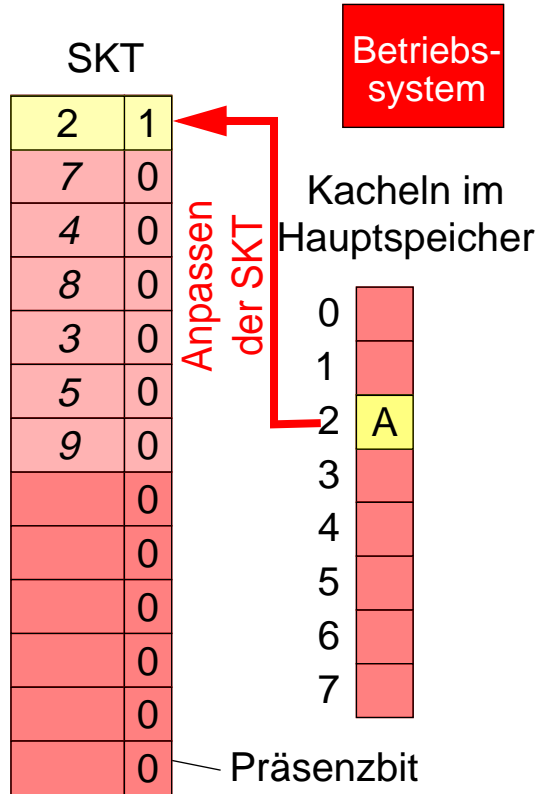 SKT
Betriebs-
system
2 1
7 0
4 0
8 0
3 0
5 0
9 0
0
0
0
0
0
0
Anpassen
der SKT
Kacheln im
Hauptspeicher
0
1
2 A
3
4
5
6
7
Präsenzbit